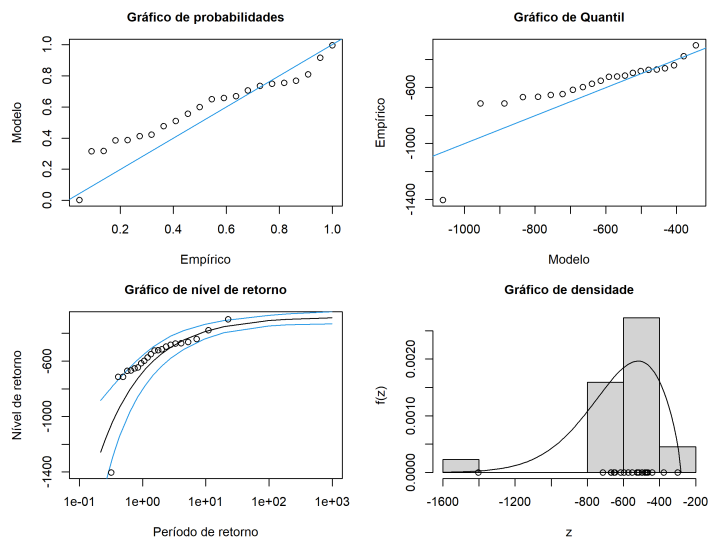 Gráfico de probabilidades
Modelo
0.0 0.2 0.4 0.6 0.8 1.0
0.2 0.4 0.6 0.8 1.0
Empírico
Gráfico de Quantil
Empírico
-1400 -1000 -600
-1000 -800 -600 -400
Modelo
Gráfico de nível de retorno
Nível de retorno
-1400 -1000 -600
1e-01 1e+00 1e+01 1e+02 1e+03
Período de retorno
Gráfico de densidade
f(z)
0.0000 0.0010 0.0020
-1600 -1200 -800 -600 -400 -200
z